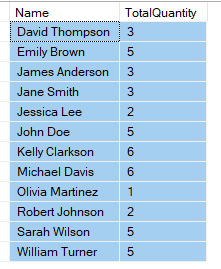 Name TotalQuantity
David Thompson 3
Emily Brown 5
James Anderson 3
Jane Smith 3
Jessica Lee 2
John Doe 5
Kelly Clarkson 6
Michael Davis 6
Olivia Martinez 1
Robert Johnson 2
Sarah Wilson 5
William Turner 5